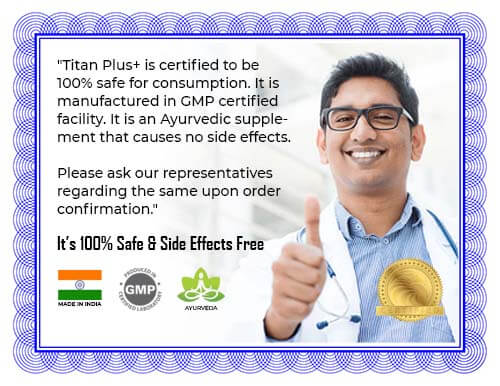 "Titan Plus+ is certified to be
100% safe for consumption. It is
manufactured in GMP certified
facility. It is an Ayurvedic supple-
ment that causes no side effects.
Please ask our representatives
regarding the same upon order
confirmation."
It's 100% Safe & Side Effects Free
MADE IN INDIA
PRODUCED IN
GMP
CERTIFIED LABORATORY
AYURVEDA